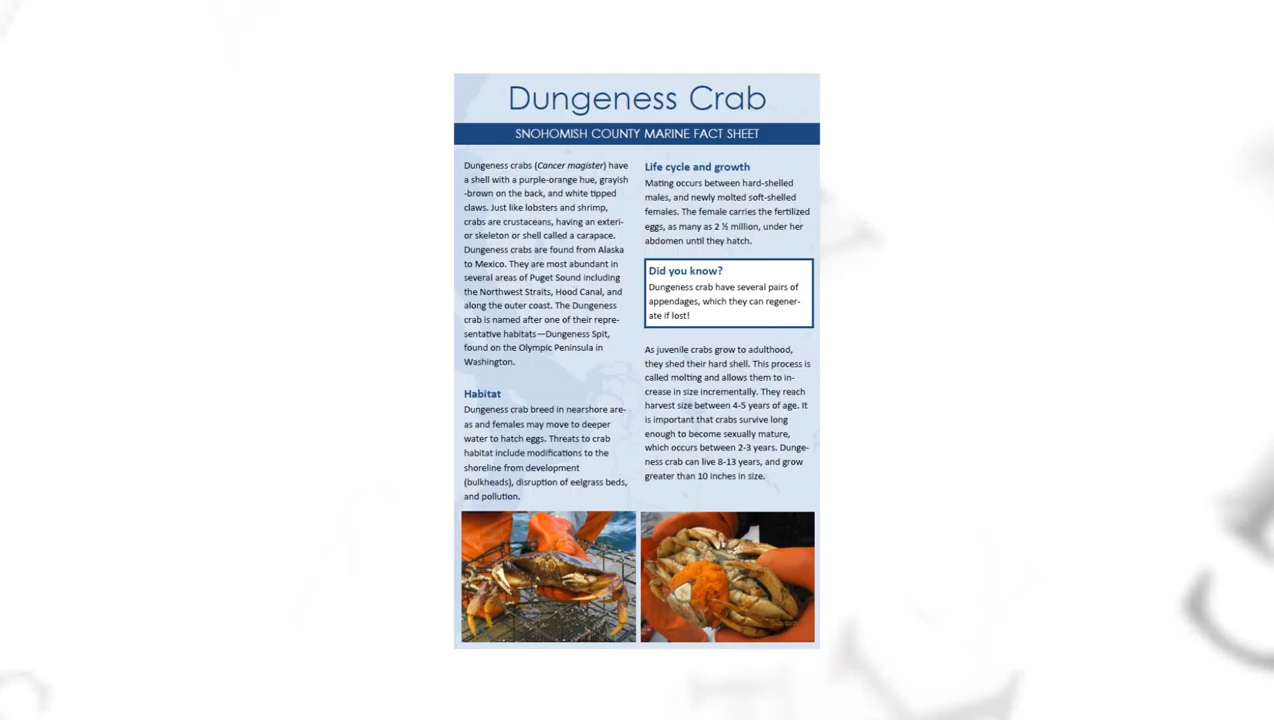 Dungeness Crab
SNOHOMISH COUNTY MARINE FACT SHEET
Dungeness crabs (Cancer magister) have
a shell with a purple-orange hue, grayish
-brown on the back, and white tipped
claws. Just like lobsters and shrimp,
crabs are crustaceans, having an exteri-
or skeleton or shell called a carapace.
Dungeness crabs are found from Alaska
to Mexico. They are most abundant in
several areas of Puget Sound including
the Northwest Straits, Hood Canal, and
along the outer coast. The Dungeness
crab is named after one of their repre-
sentative habitats—Dungeness Spit,
found on the Olympic Peninsula in
Washington.
Habitat
Dungeness crab breed in nearshore are-
as and females may move to deeper
water to hatch eggs. Threats to crab
habitat include modifications to the
shoreline from development
(bulkheads), disruption of eelgrass beds,
and pollution.
Life cycle and growth
Mating occurs between hard-shelled
males, and newly molted soft-shelled
females. The female carries the fertilized
eggs, as many as 2 ½ million, under her
abdomen until they hatch.
Did you know?
Dungeness crab have several pairs of
appendages, which they can regener-
ate if lost!
As juvenile crabs grow to adulthood,
they shed their hard shell. This process is
called molting and allows them to in-
crease in size incrementally. They reach
harvest size between 4-5 years of age. It
is important that crabs survive long
enough to become sexually mature,
which occurs between 2-3 years. Dunge-
ness crab can live 8-13 years, and grow
greater than 10 inches in size.